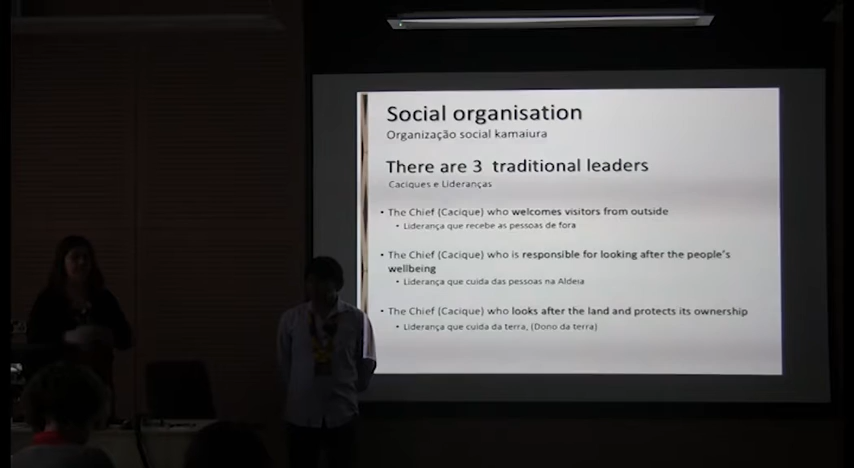 Social organisation
Organização social kamaiura
There are 3 traditional leaders
Caciques e Lideranças
• The Chief (Cacique) who welcomes visitors from outside
• Liderança que recebe as pessoas de fora
• The Chief (Cacique) who is responsible for looking after the people's
wellbeing
• Liderança que cuida das pessoas na Aldeia
• The Chief (Cacique) who looks after the land and protects its ownership
• Liderança que cuida da terra, (Dono da terra)